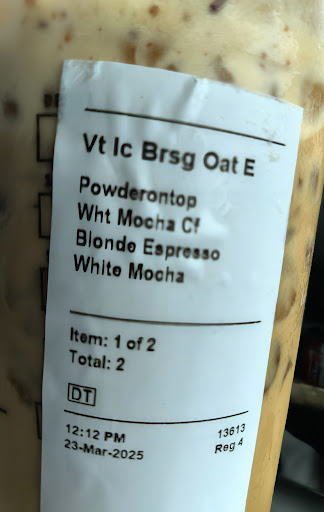 Vt Ic Brsg Oat E
Powderontop
Wht Mocha Cf
Blonde Espresso
White Mocha
Item: 1 of 2
Total: 2
DT
12:12 PM 13613
23-Mar-2025 Reg 4